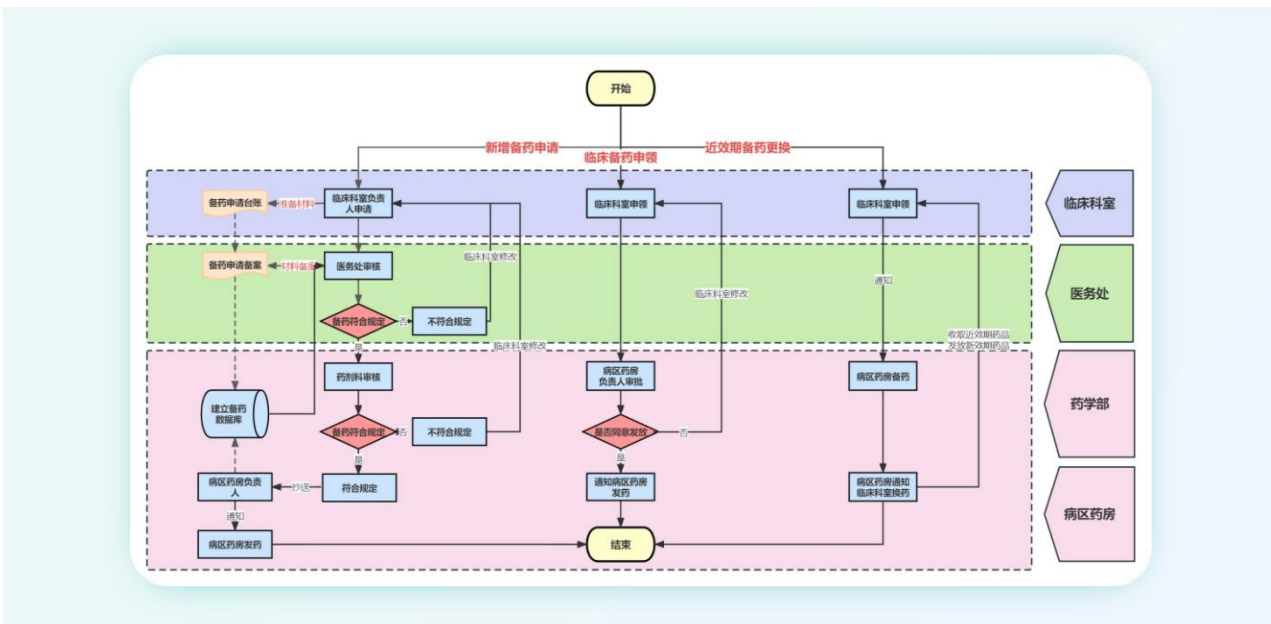 开始
新增备药申请
临床备药申领
近效期备药更换
备药申请台账
准备材料
临床科室负责
人申请
临床科室申领
临床科室申领
临床科室
备药申请备案
材料备案
医务处审核
临床科室修改
通知
医务处
临床科室修改
备药符合规定
否
不符合规定
收取近效期药品
发放新效期药品
是
临床科室修改
药剂科审核
病区药房
负责人审批
病区药房备药
药学部
建立备药
数据库
备药符合规定
否
不符合规定
是否同意发放
否
是
是
病区药房负责
人
抄送
符合规定
通知病区药房
发药
病区药房通知
临床科室换药
病区药房
通知
病区药房发药
结束